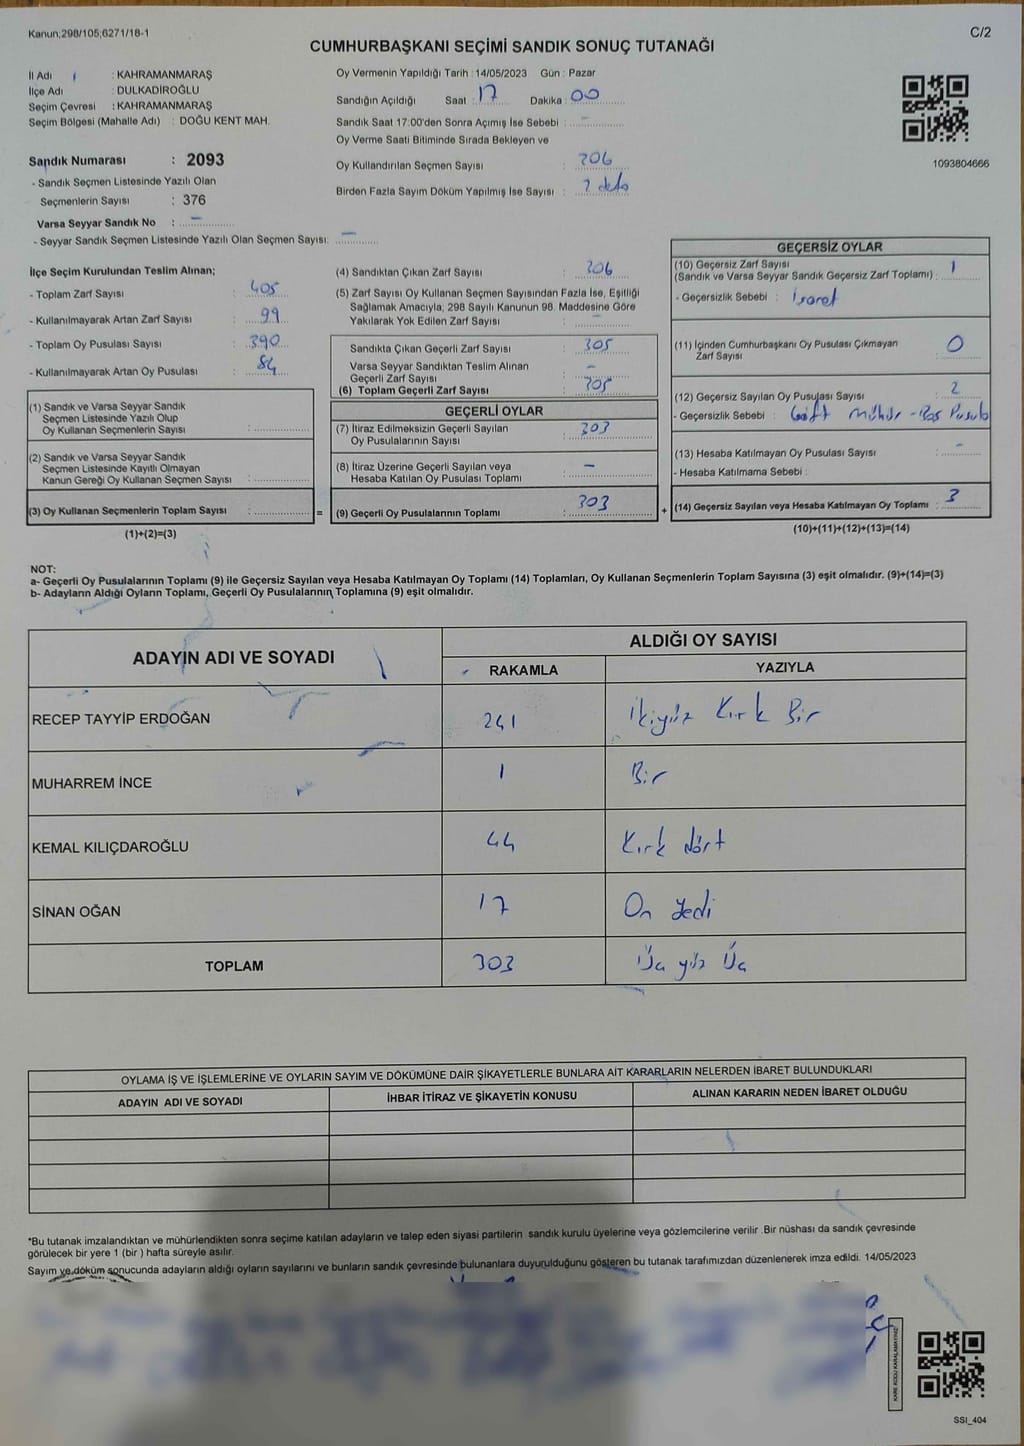 Kanun;298/105;6271/18-1
C/2
CUMHURBAŞKANI SEÇİMİ SANDIK SONUÇ TUTANAĞI
İl Adı : KAHRAMANMARAŞ
İlçe Adı : DULKADİROĞLU
Seçim Çevresi : KAHRAMANMARAŞ
Seçim Bölgesi (Mahalle Adı) : DOĞU KENT MAH.
Sandık Numarası : 2093
- Sandık Seçmen Listesinde Yazılı Olan
Seçmenlerin Sayısı : 376
Varsa Seyyar Sandık No : –
- Seyyar Sandık Seçmen Listesinde Yazılı Olan Seçmen Sayısı: –
Oy Vermenin Yapıldığı Tarih : 14/05/2023 Gün : Pazar
Sandığın Açıldığı Saat : 17 Dakika : 00
Sandık Saat 17:00'den Sonra Açımış İse Sebebi : –
Oy Verme Saati Bitiminde Sırada Bekleyen ve
Oy Kullandırılan Seçmen Sayısı : 306
Birden Fazla Sayım Döküm Yapılmış İse Sayısı :
1093804666
İlçe Seçim Kurulundan Teslim Alınan;
- Toplam Zarf Sayısı : 405
- Kullanılmayarak Artan Zarf Sayısı : 99
- Toplam Oy Pusulası Sayısı : 390
- Kullanılmayarak Artan Oy Pusulası : 84
(1) Sandık ve Varsa Seyyar Sandık
Seçmen Listesinde Yazılı Olup
Oy Kullanan Seçmenlerin Sayısı :
(2) Sandık ve Varsa Seyyar Sandık
Seçmen Listesinde Kayıtlı Olmayan
Kanun Gereği Oy Kullanan Seçmen Sayısı :
(3) Oy Kullanan Seçmenlerin Toplam Sayısı : =
(1)+(2)=(3)
(4) Sandıktan Çıkan Zarf Sayısı : 306
(5) Zarf Sayısı Oy Kullanan Seçmen Sayısından Fazla İse, Eşitliği
Sağlamak Amacıyla; 298 Sayılı Kanunun 98. Maddesine Göre
Yakılarak Yok Edilen Zarf Sayısı : –
Sandıkta Çıkan Geçerli Zarf Sayısı : 305
Varsa Seyyar Sandıktan Teslim Alınan
Geçerli Zarf Sayısı : –
(6) Toplam Geçerli Zarf Sayısı : 305
GEÇERLİ OYLAR
(7) İtiraz Edilmeksizin Geçerli Sayılan
Oy Pusulalarının Sayısı : 303
(8) İtiraz Üzerine Geçerli Sayılan veya
Hesaba Katılan Oy Pusulası Toplamı : –
(9) Geçerli Oy Pusulalarının Toplamı : 303 +
GEÇERSİZ OYLAR
(10) Geçersiz Zarf Sayısı
(Sandık ve Varsa Seyyar Sandık Geçersiz Zarf Toplamı) : 1
- Geçersizlik Sebebi : İşaret
(11) İçinden Cumhurbaşkanı Oy Pusulası Çıkmayan
Zarf Sayısı : 0
(12) Geçersiz Sayılan Oy Pusulası Sayısı : 2
- Geçersizlik Sebebi : Çift mühür - Boş Pusula
(13) Hesaba Katılmayan Oy Pusulası Sayısı : –
- Hesaba Katılmama Sebebi :
(14) Geçersiz Sayılan veya Hesaba Katılmayan Oy Toplamı : 3
(10)+(11)+(12)+(13)=(14)
NOT:
a- Geçerli Oy Pusulalarının Toplamı (9) ile Geçersiz Sayılan veya Hesaba Katılmayan Oy Toplamı (14) Toplamları, Oy Kullanan Seçmenlerin Toplam Sayısına (3) eşit olmalıdır. (9)+(14)=(3)
b- Adayların Aldığı Oyların Toplamı, Geçerli Oy Pusulalarının Toplamına (9) eşit olmalıdır.
ADAYIN ADI VE SOYADI
ALDIĞI OY SAYISI
RAKAMLA YAZIYLA
RECEP TAYYİP ERDOĞAN 241 İkiyüz Kırk Bir
MUHARREM İNCE 1 Bir
KEMAL KILIÇDAROĞLU 44 Kırk dört
SİNAN OĞAN 17 On Yedi
TOPLAM 303 Üç yüz Üç
OYLAMA İŞ VE İŞLEMLERİNE VE OYLARIN SAYIM VE DÖKÜMÜNE DAİR ŞİKAYETLERLE BUNLARA AİT KARARLARIN NELERDEN İBARET BULUNDUKLARI
ADAYIN ADI VE SOYADI İHBAR İTİRAZ VE ŞİKAYETİN KONUSU ALINAN KARARIN NEDEN İBARET OLDUĞU
*Bu tutanak imzalandıktan ve mühürlendikten sonra seçime katılan adayların ve talep eden siyasi partilerin sandık kurulu üyelerine veya gözlemcilerine verilir .Bir nüshası da sandık çevresinde
görülecek bir yere 1 (bir ) hafta süreyle asılır.
Sayım ve döküm sonucunda adayların aldığı oyların sayılarını ve bunların sandık çevresinde bulunanlara duyurulduğunu gösteren bu tutanak tarafımızdan düzenlenerek imza edildi. 14/05/2023
KARE KODU KARALAMAYINIZ
SSI_404